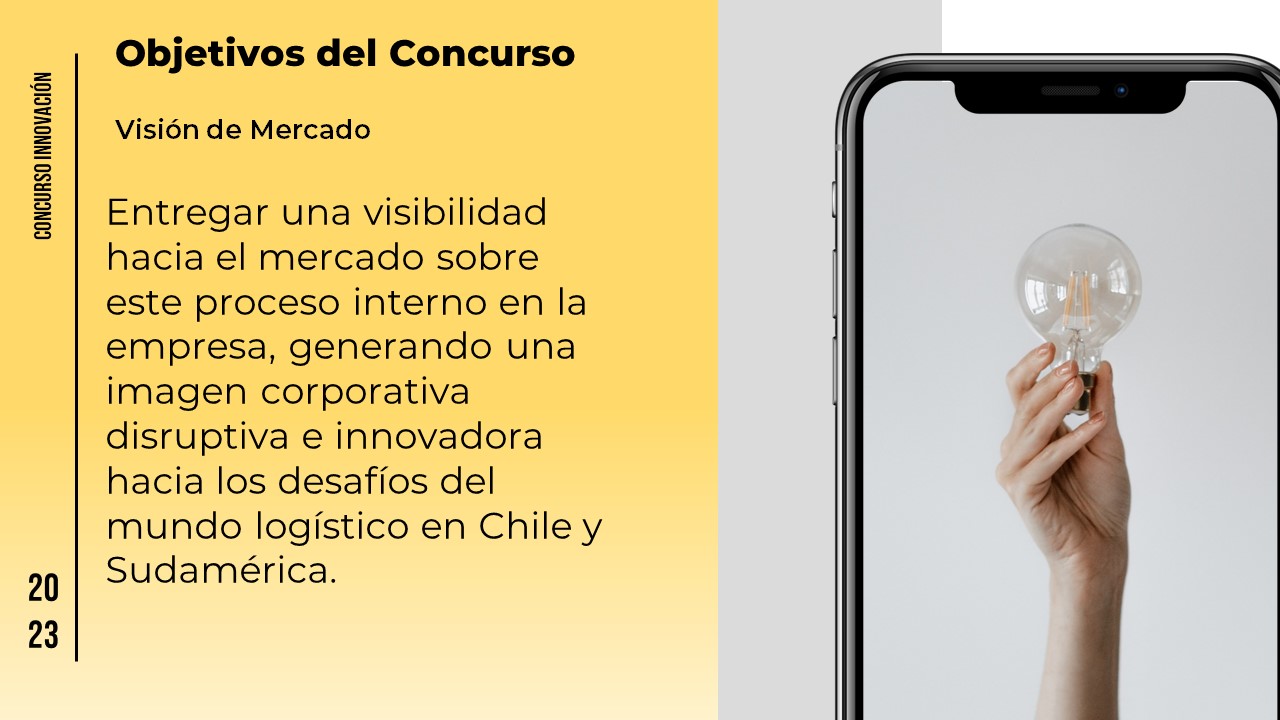 Objetivos del Concurso
Visión de Mercado
Entregar una visibilidad
hacia el mercado sobre
este proceso interno en la
empresa, generando una
imagen corporativa
disruptiva e innovadora
hacia los desafíos del
mundo logístico en Chile y
Sudamérica.
CONCURSO INNOVACIÓN
20
23